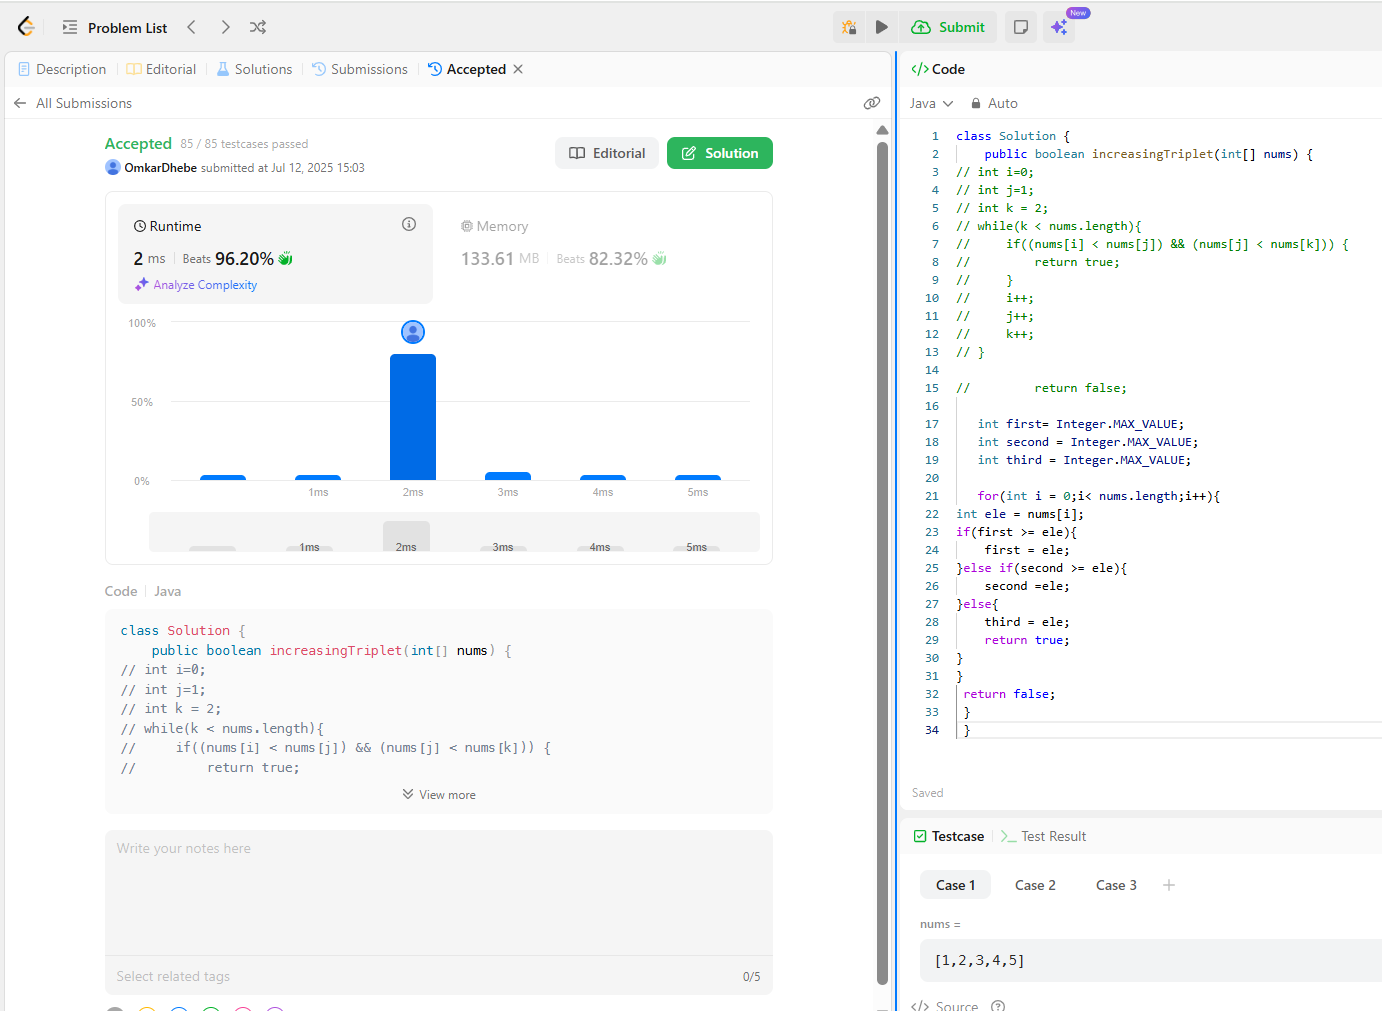 Problem List
Submit
New
Description
Editorial
Solutions
Submissions
Accepted
All Submissions
Accepted 85 / 85 testcases passed
OmkarDhebe submitted at Jul 12, 2025 15:03
Editorial
Solution
Runtime
2 ms Beats 96.20%
Analyze Complexity
Memory
133.61 MB Beats 82.32%
100%
50%
0%
1ms 2ms 3ms 4ms 5ms
1ms 2ms 3ms 4ms 5ms
Code Java
class Solution {
    public boolean increasingTriplet(int[] nums) {
// int i=0;
// int j=1;
// int k = 2;
// while(k < nums.length){
//     if((nums[i] < nums[j]) && (nums[j] < nums[k])) {
//         return true;
View more
Write your notes here
Select related tags
0/5
</> Code
Java
Auto
1 class Solution {
2     public boolean increasingTriplet(int[] nums) {
3 // int i=0;
4 // int j=1;
5 // int k = 2;
6 // while(k < nums.length){
7 //     if((nums[i] < nums[j]) && (nums[j] < nums[k])) {
8 //         return true;
9 //     }
10 //     i++;
11 //     j++;
12 //     k++;
13 // }
14
15 //         return false;
16
17    int first= Integer.MAX_VALUE;
18    int second = Integer.MAX_VALUE;
19    int third = Integer.MAX_VALUE;
20
21    for(int i = 0;i< nums.length;i++){
22 int ele = nums[i];
23 if(first >= ele){
24     first = ele;
25 }else if(second >= ele){
26     second =ele;
27 }else{
28     third = ele;
29     return true;
30 }
31 }
32  return false;
33  }
34  }
Saved
Testcase
Test Result
Case 1
Case 2
Case 3
nums =
[1,2,3,4,5]
</> Source